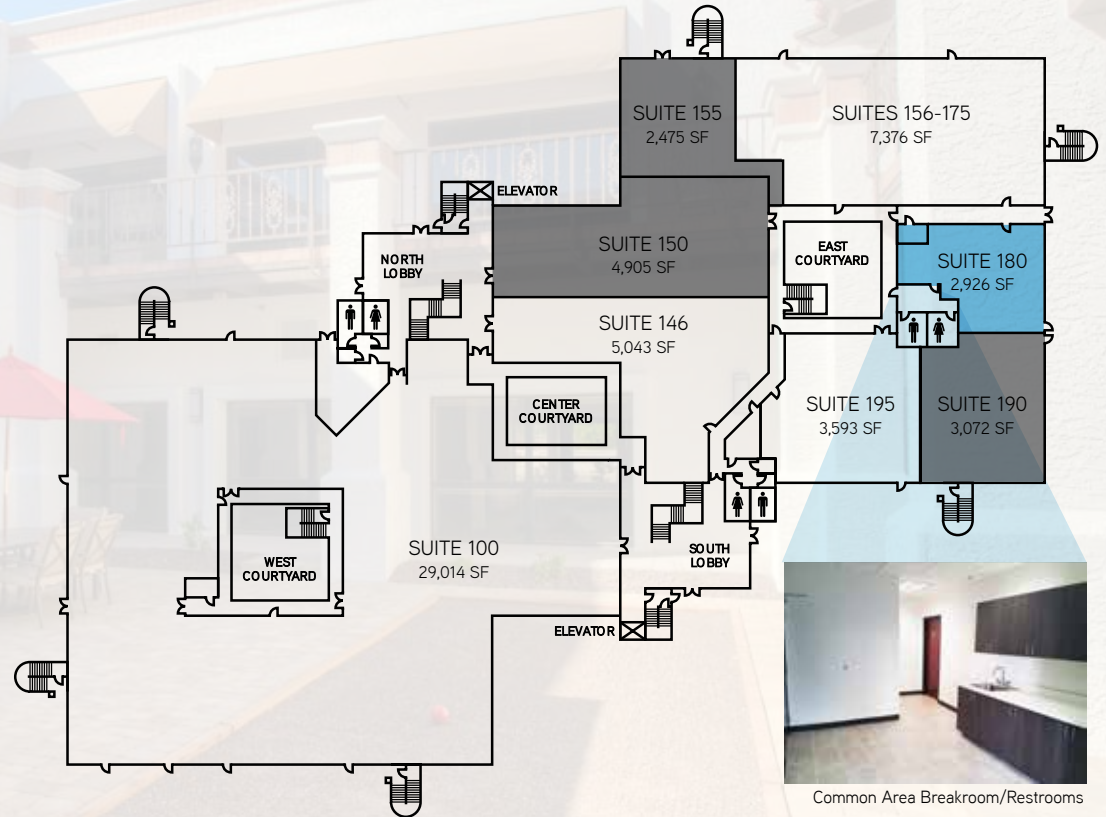 SUITE 155
2,475 SF
SUITES 156-175
7,376 SF
ELEVATOR
SUITE 150
4,905 SF
NORTH
LOBBY
EAST
COURTYARD
SUITE 180
2,926 SF
SUITE 146
5,043 SF
CENTER
COURTYARD
SUITE 195
3,593 SF
SUITE 190
3,072 SF
SUITE 100
29,014 SF
WEST
COURTYARD
SOUTH
LOBBY
ELEVATOR
Common Area Breakroom/Restrooms